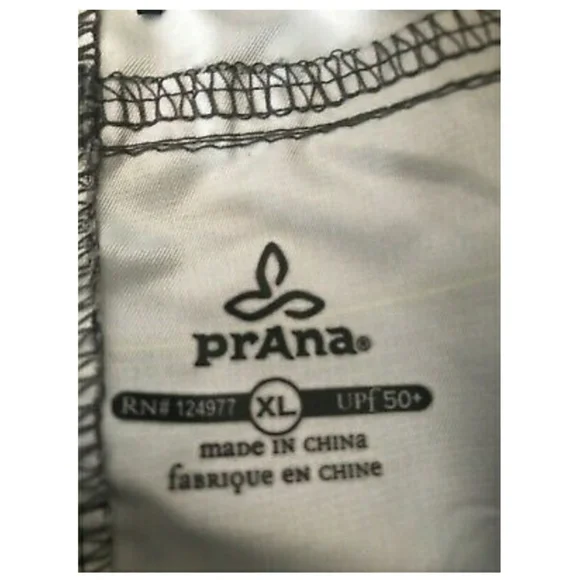 prAna®
RN# 124977 XL UPf 50+
maDe IN CHINa
fabRIQUe eN CHINe